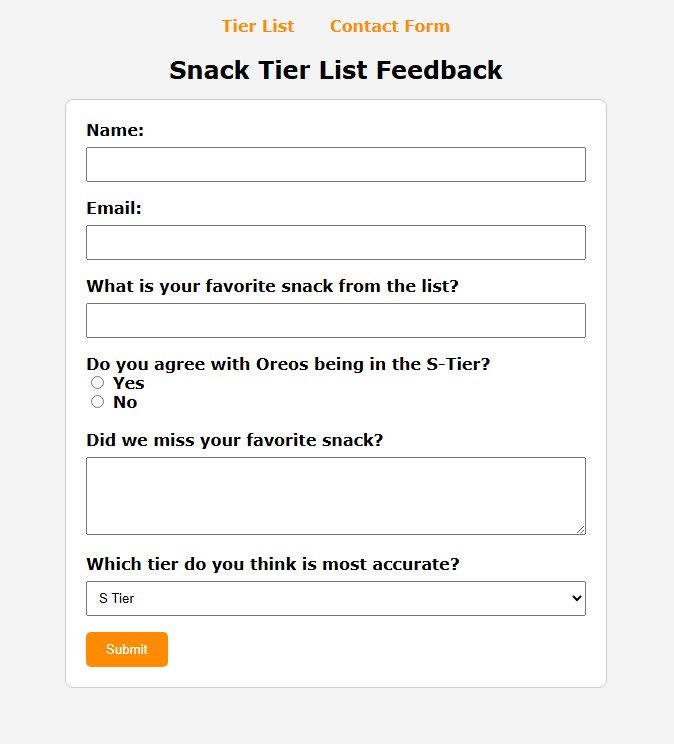 Tier List Contact Form
Snack Tier List Feedback
Name:
Email:
What is your favorite snack from the list?
Do you agree with Oreos being in the S-Tier?
Yes
No
Did we miss your favorite snack?
Which tier do you think is most accurate?
S Tier
Submit